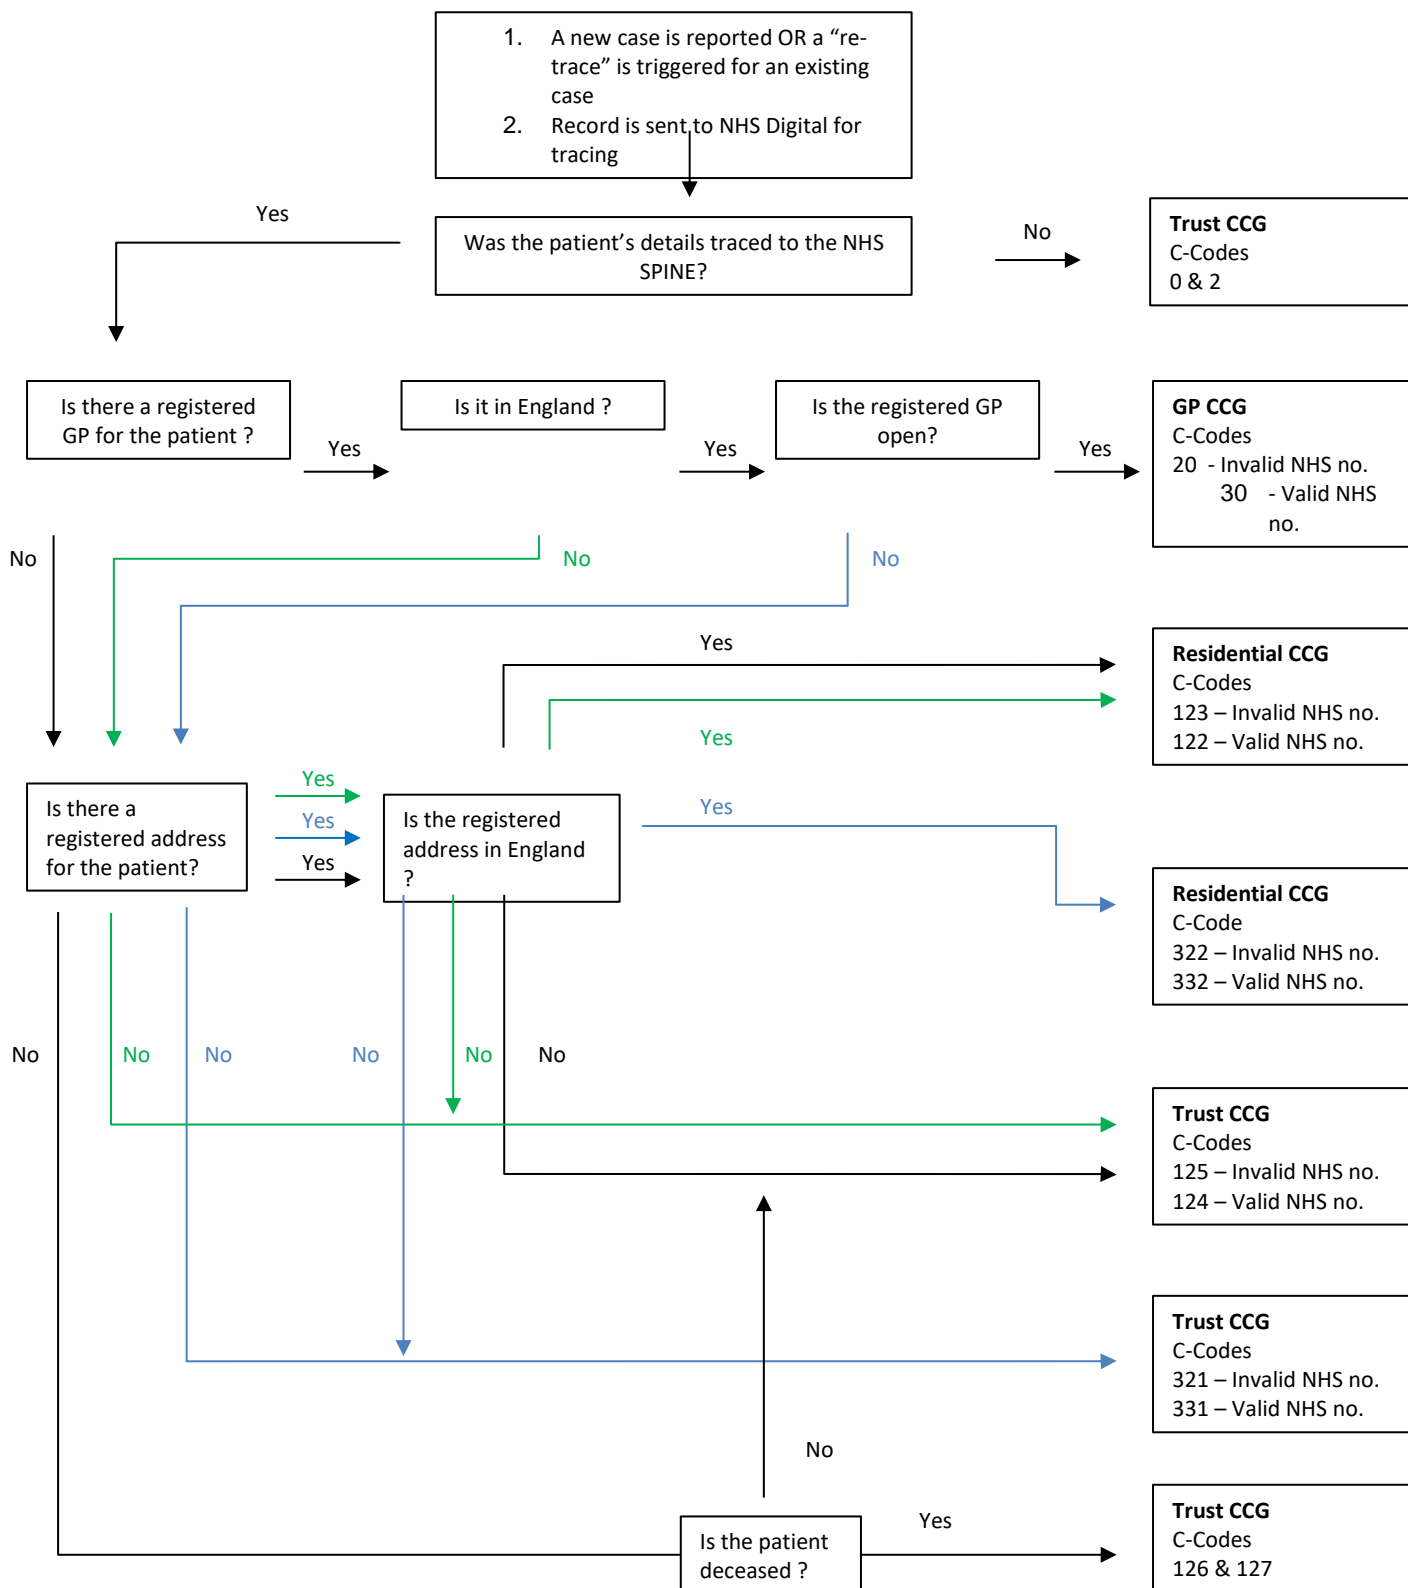 1. A new case is reported OR a “re-
trace” is triggered for an existing
case
2. Record is sent to NHS Digital for
tracing
Yes
Was the patient’s details traced to the NHS
SPINE?
No
Trust CCG
C-Codes
0 & 2
Is there a registered
GP for the patient ?
Yes
Is it in England ?
Yes
Is the registered GP
open?
Yes
GP CCG
C-Codes
20 - Invalid NHS no.
30 - Valid NHS
no.
No
No
No
Yes
Yes
Residential CCG
C-Codes
123 – Invalid NHS no.
122 – Valid NHS no.
Is there a
registered address
for the patient?
Yes
Yes
Yes
Is the registered
address in England
?
Yes
Residential CCG
C-Code
322 – Invalid NHS no.
332 – Valid NHS no.
No
No
No
No
No
No
Trust CCG
C-Codes
125 – Invalid NHS no.
124 – Valid NHS no.
Trust CCG
C-Codes
321 – Invalid NHS no.
331 – Valid NHS no.
No
Is the patient
deceased ?
Yes
Trust CCG
C-Codes
126 & 127